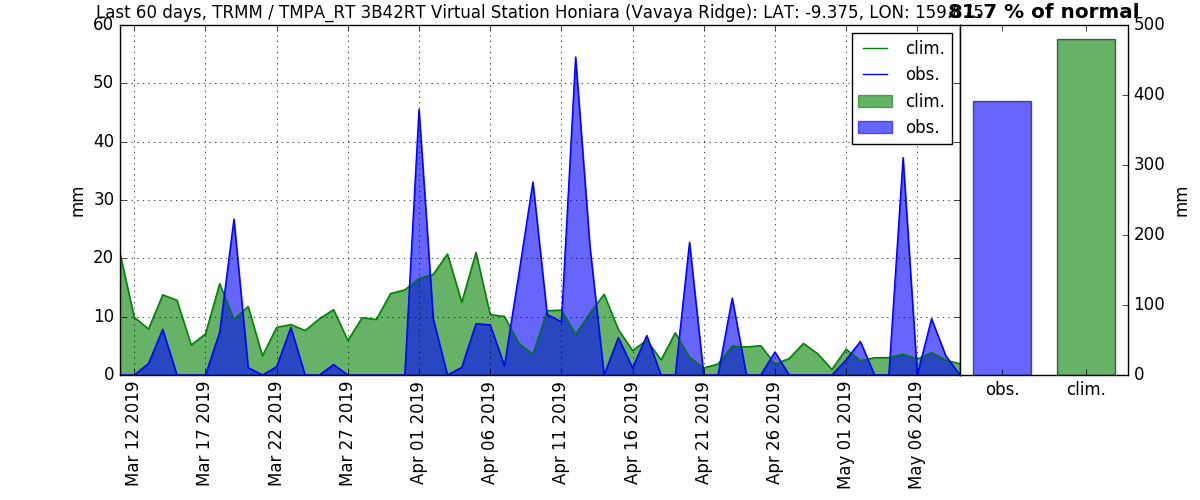 Last 60 days, TRMM / TMPA_RT 3B42RT Virtual Station Honiara (Vavaya Ridge): LAT: -9.375, LON:
81.7 % of normal
60
50
40
30
20
10
0
mm
clim.
obs.
clim.
obs.
Mar 12 2019
Mar 17 2019
Mar 22 2019
Mar 27 2019
Apr 01 2019
Apr 06 2019
Apr 11 2019
Apr 16 2019
Apr 21 2019
Apr 26 2019
May 01 2019
May 06 2019
500
400
300
200
100
0
mm
obs.
clim.